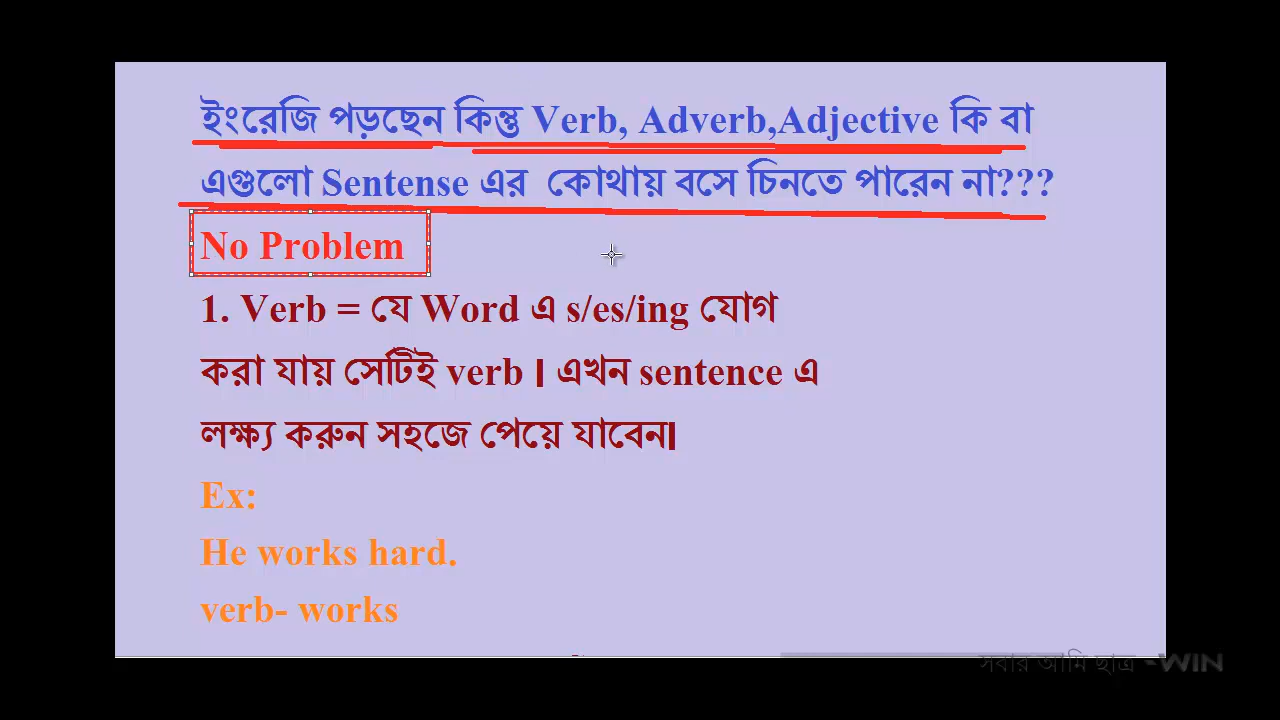 ইংরেজি পড়ছেন কিন্তু Verb, Adverb,Adjective কি বা
এগুলো Sentense এর কোথায় বসে চিনতে পারেন না???
No Problem
1. Verb = যে Word এ s/es/ing যোগ
করা যায় সেটিই verb । এখন sentence এ
লক্ষ্য করুন সহজে পেয়ে যাবেন।
Ex:
He works hard.
verb- works
সবার আমি ছাত্র -WIN